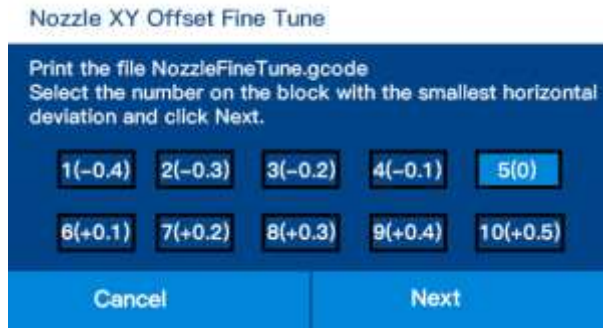 Nozzle XY Offset Fine Tune
Print the file NozzleFineTune.gcode
Select the number on the block with the smallest horizontal
deviation and click Next.
1(-0.4) 2(-0.3) 3(-0.2) 4(-0.1) 5(0)
6(+0.1) 7(+0.2) 8(+0.3) 9(+0.4) 10(+0.5)
Cancel Next